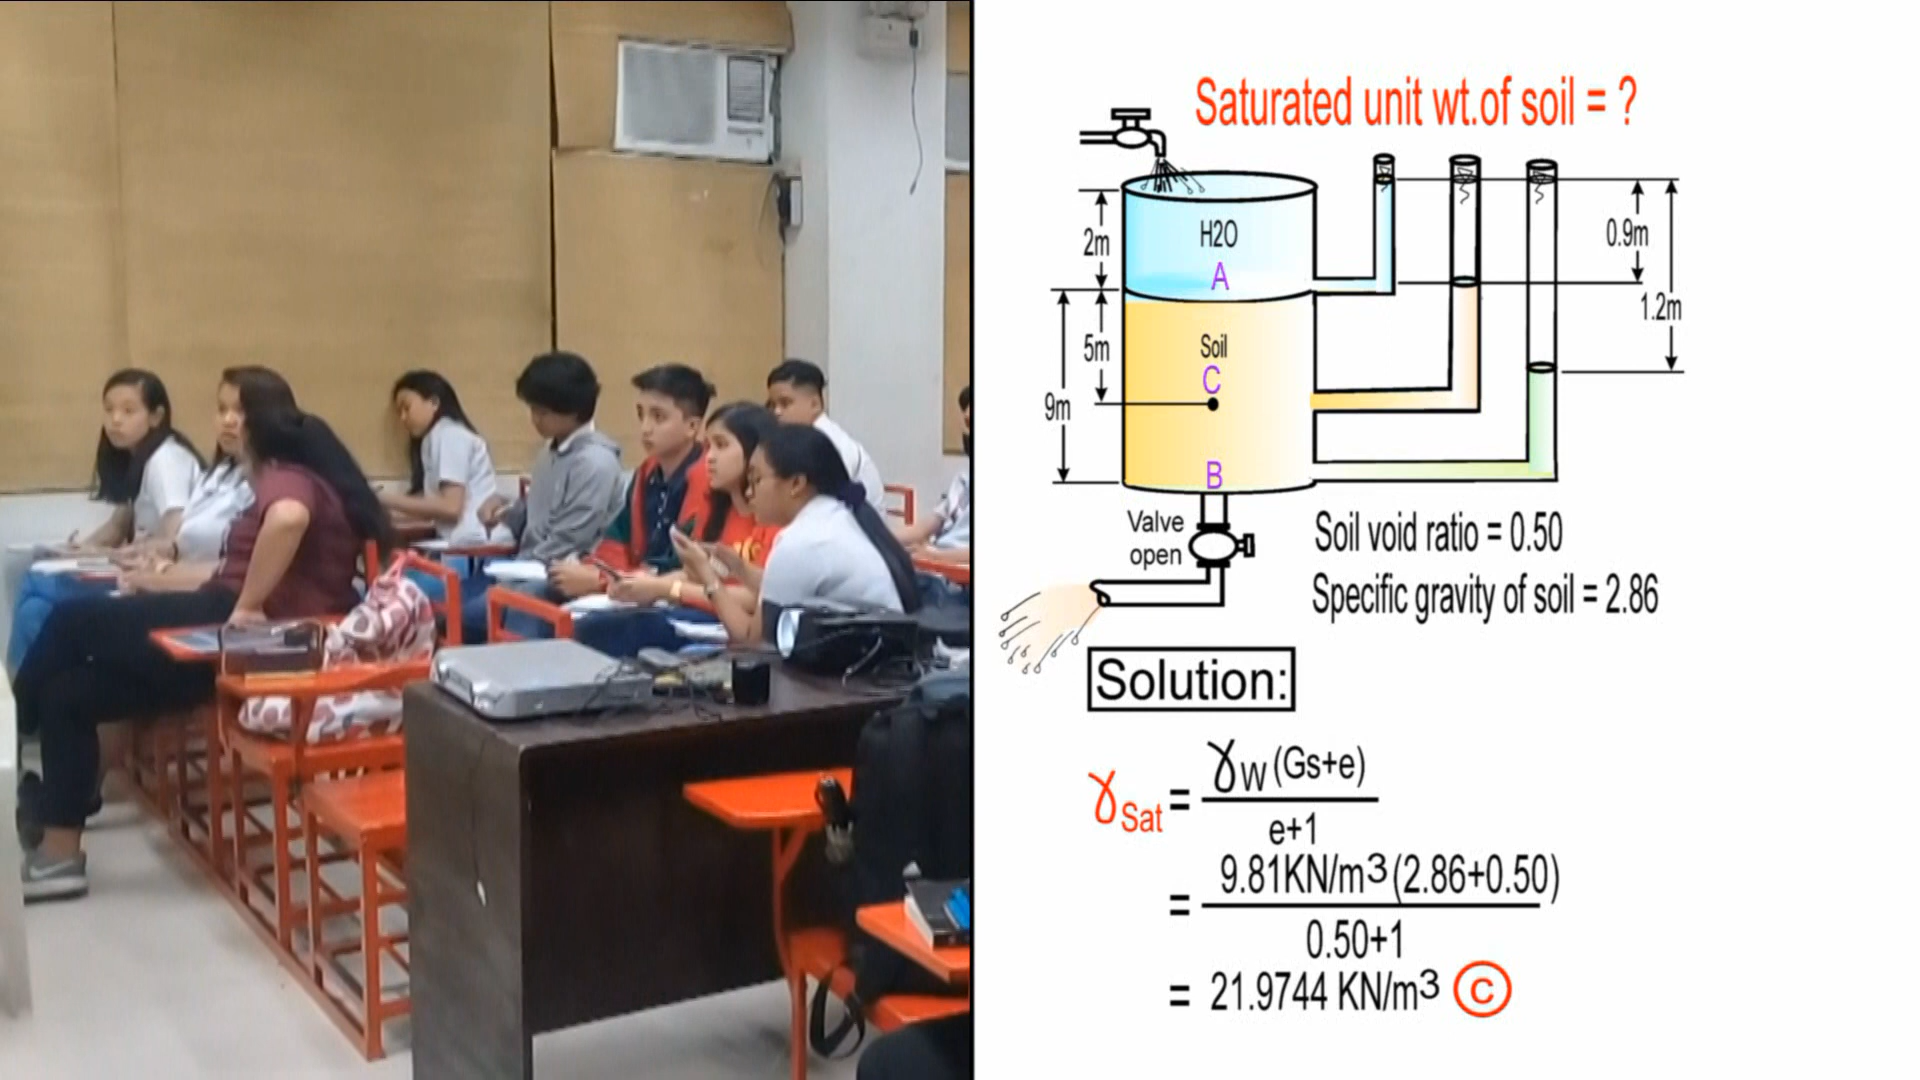 Saturated unit wt.of soil = ?
2m
H2O
A
0.9m
1.2m
5m
Soil
C
9m
B
Valve
open
Soil void ratio = 0.50
Specific gravity of soil = 2.86
Solution:
γSat = γw (Gs+e)
e+1
= 9.81KN/m3 (2.86+0.50)
0.50+1
= 21.9744 KN/m3 C